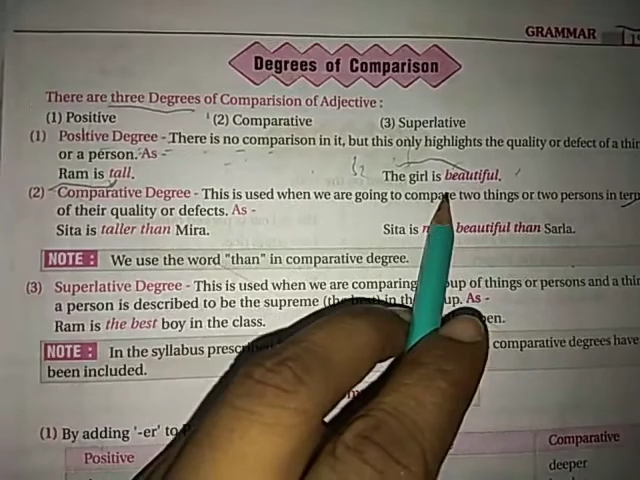 GRAMMAR
Degrees of Comparison
There are three Degrees of Comparision of Adjective :
(1) Positive (2) Comparative (3) Superlative
(1) Positive Degree - There is no comparison in it, but this only highlights the quality or defect of a
or a person. As -
Ram is tall. The girl is beautiful.
(2) Comparative Degree - This is used when we are going to compare two things or two persons in
of their quality or defects. As -
Sita is taller than Mira. Sita is beautiful than Sarla.
NOTE : We use the word "than" in comparative degree.
(3) Superlative Degree - This is used when we are comparing of things or persons and a
a person is described to be the supreme (the in the As -
Ram is the best boy in the class.
NOTE : In the syllabus comparative degrees have
been included.
(1) By adding '-er' to
Positive Comparative
deeper